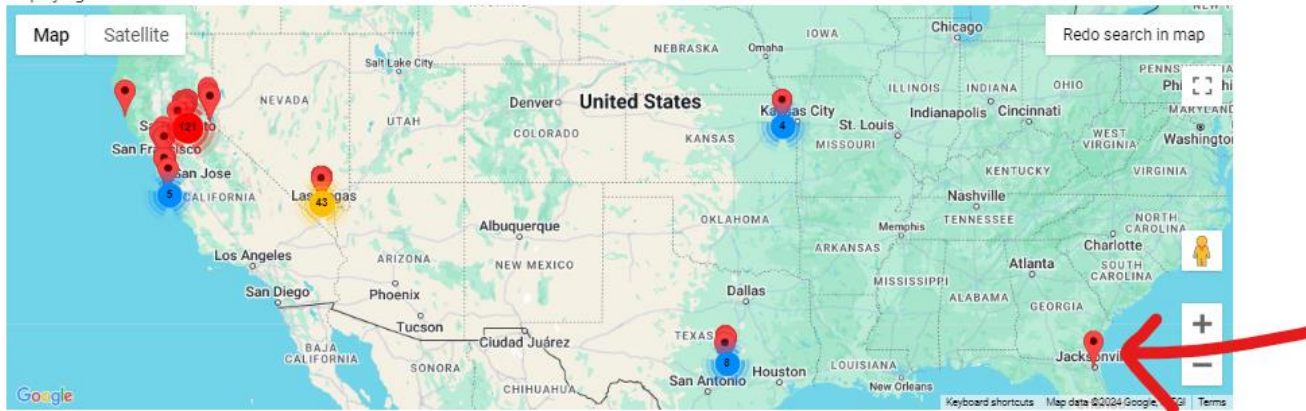 Map
Satellite
Redo search in map
IOWA
Chicago
NEBRASKA
Omaha
Salt Lake City
NEVADA
UTAH
Denver
United States
COLORADO
KANSAS
Kansas City
St. Louis
MISSOURI
ILLINOIS
INDIANA
OHIO
Indianapolis
Cincinnati
WEST
VIRGINIA
MARYLAND
Washington
KENTUCKY
VIRGINIA
121
4
San Francisco
San Jose
5
CALIFORNIA
Las Vegas
43
Nashville
TENNESSEE
NORTH
CAROLINA
Charlotte
Albuquerque
OKLAHOMA
Memphis
ARKANSAS
Los Angeles
ARIZONA
NEW MEXICO
Atlanta
SOUTH
CAROLINA
MISSISSIPPI
San Diego
Phoenix
Dallas
ALABAMA
GEORGIA
Tucson
Ciudad Juárez
TEXAS
Jacksonvil
BAJA
CALIFORNIA
SONORA
8
San Antonio
Houston
LOUISIANA
New Orleans
CHIHUAHUA
Google
Keyboard shortcuts
Map data ©2024 Google,
Terms